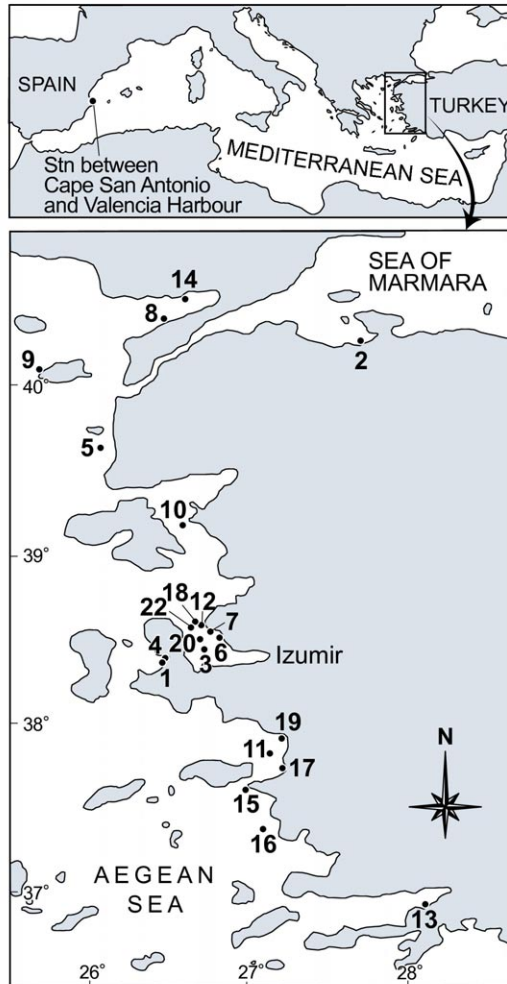 SPAIN
TURKEY
MEDITERRANEAN SEA
Stn between
Cape San Antonio
and Valencia Harbour
SEA OF
MARMARA
14
8
2
9
40°
5
10
39°
18
12
22
7
20
4
3
6
Izumir
1
38°
19
11
17
N
15
16
37°
AEGEAN
SEA
13
26°
27°
28°